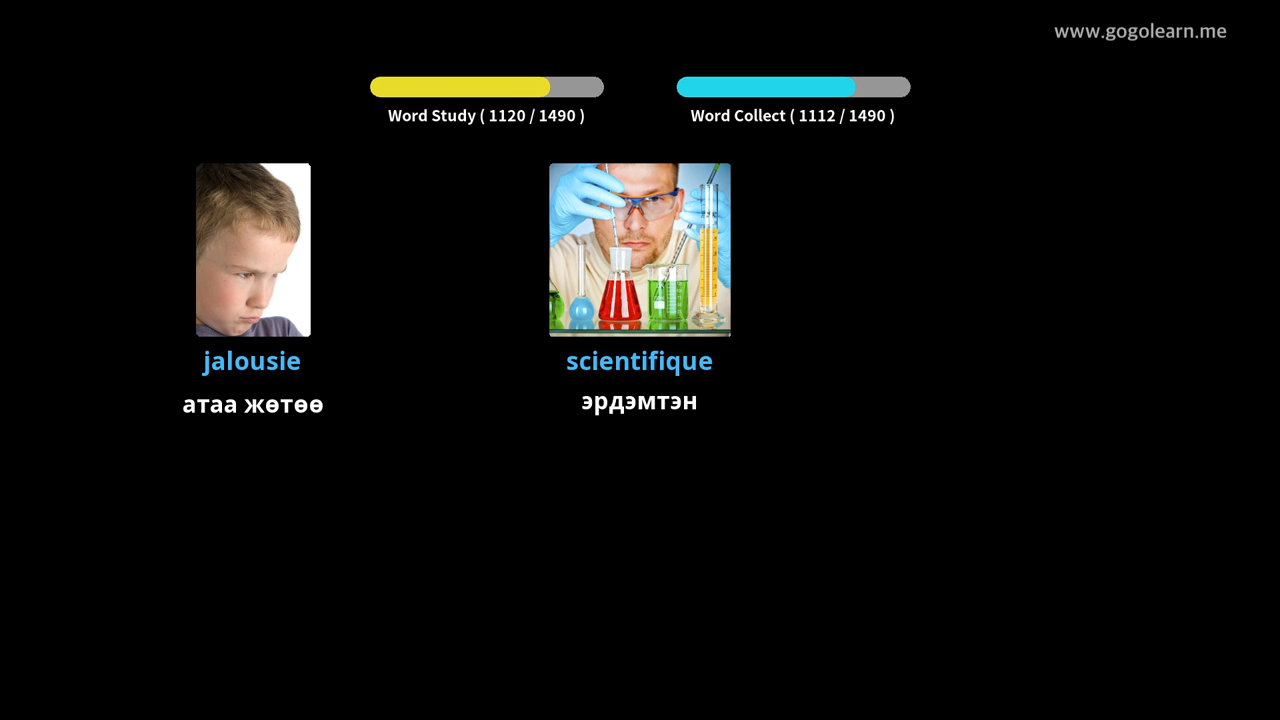 www.gogolearn.me
Word Study ( 1120 / 1490 )
Word Collect ( 1112 / 1490 )
jalousie
атаа жөтөө
scientifique
эрдэмтэн